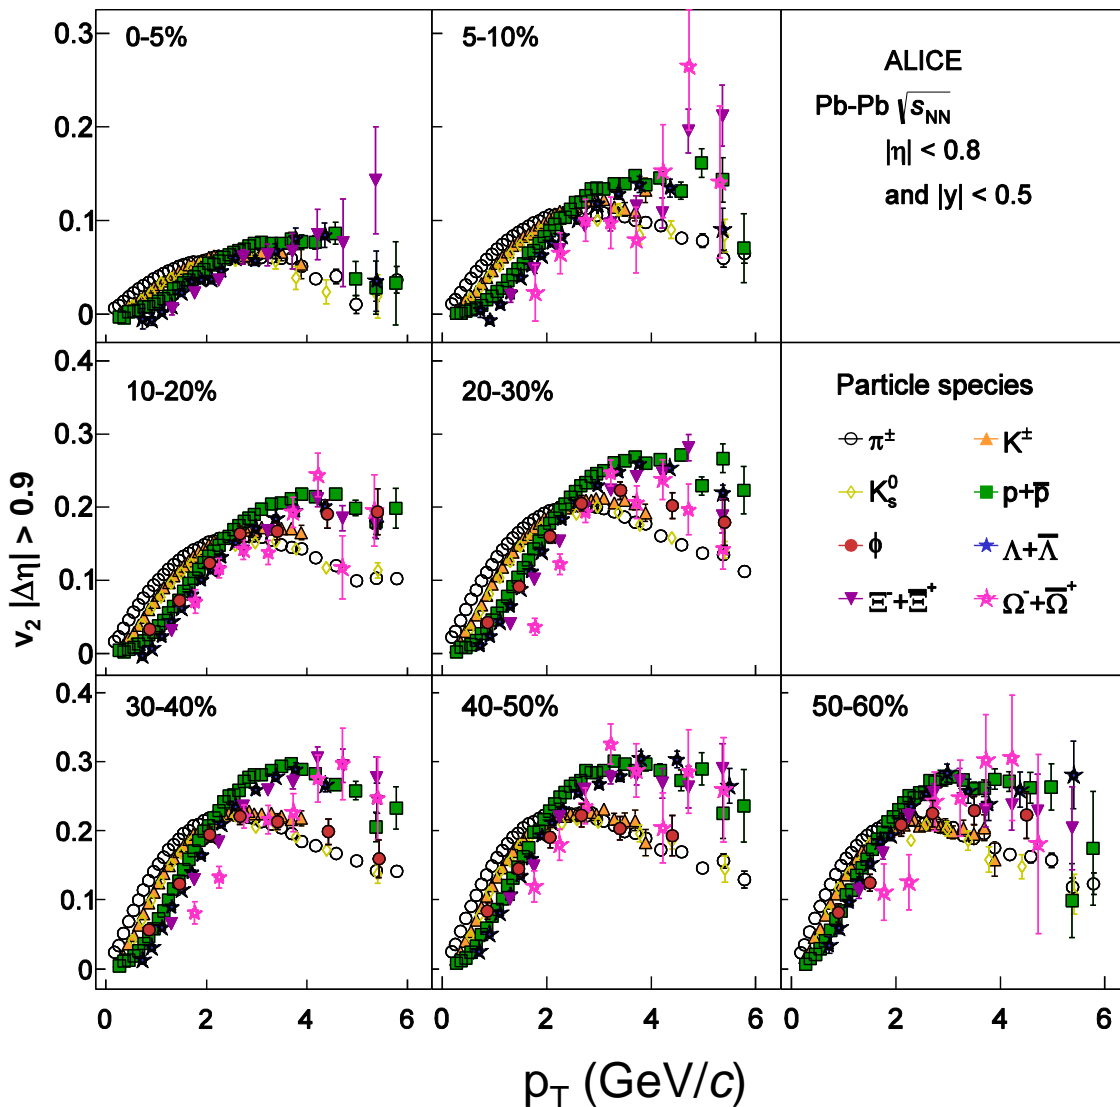 0-5%
5-10%
ALICE
Pb-Pb √sNN
|η| < 0.8
and |y| < 0.5
0.3
0.2
0.1
0
10-20%
20-30%
Particle species
π± K±
K⁰s p+p̅
ϕ Λ+Λ̅
Ξ⁻+Ξ̅⁺ Ω⁻+Ω̅⁺
0.4
0.3
0.2
0.1
0
v₂ |Δη| > 0.9
30-40%
40-50%
50-60%
0.4
0.3
0.2
0.1
0
0 2 4 6 0 2 4 6 0 2 4 6
pT (GeV/c)